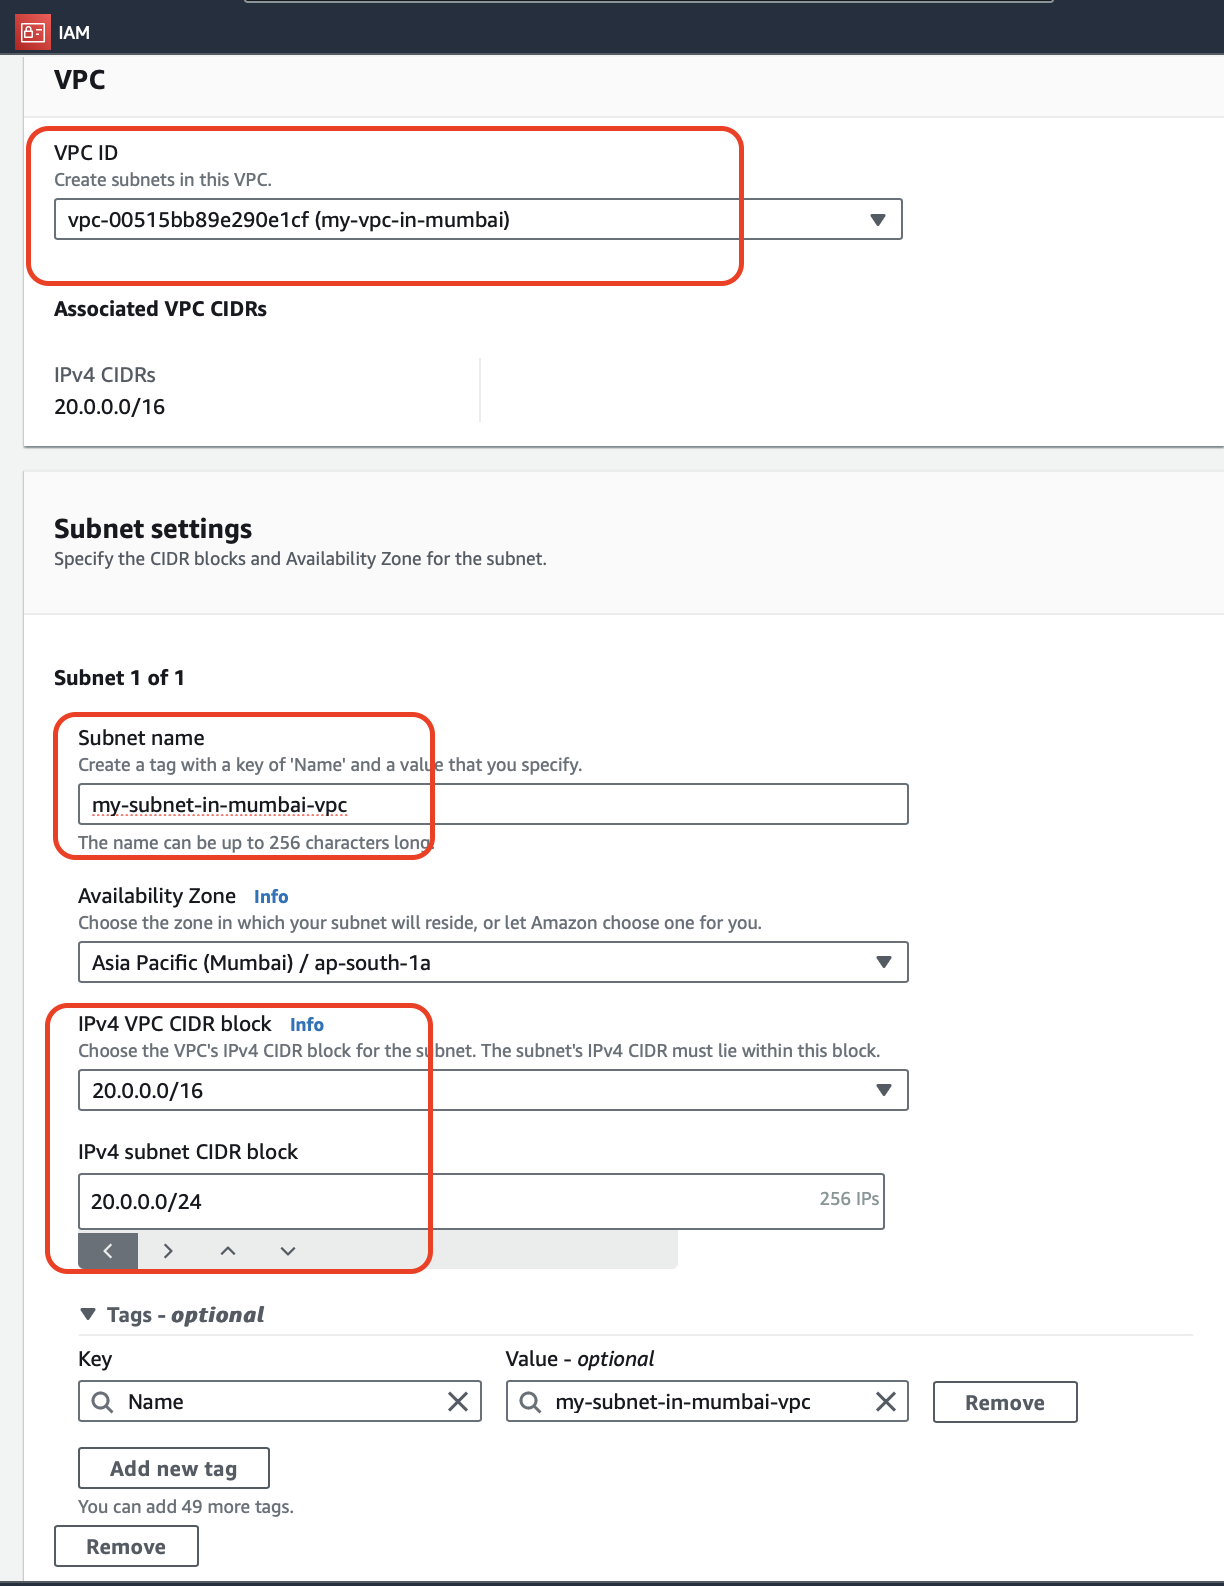 IAM
VPC
VPC ID
Create subnets in this VPC.
vpc-00515bb89e290e1cf (my-vpc-in-mumbai)
Associated VPC CIDRs
IPv4 CIDRs
20.0.0.0/16
Subnet settings
Specify the CIDR blocks and Availability Zone for the subnet.
Subnet 1 of 1
Subnet name
Create a tag with a key of 'Name' and a value that you specify.
my-subnet-in-mumbai-vpc
The name can be up to 256 characters long.
Availability Zone Info
Choose the zone in which your subnet will reside, or let Amazon choose one for you.
Asia Pacific (Mumbai) / ap-south-1a
IPv4 VPC CIDR block Info
Choose the VPC's IPv4 CIDR block for the subnet. The subnet's IPv4 CIDR must lie within this block.
20.0.0.0/16
IPv4 subnet CIDR block
20.0.0.0/24 256 IPs
Tags - optional
Key Value - optional
Name my-subnet-in-mumbai-vpc Remove
Add new tag
You can add 49 more tags.
Remove